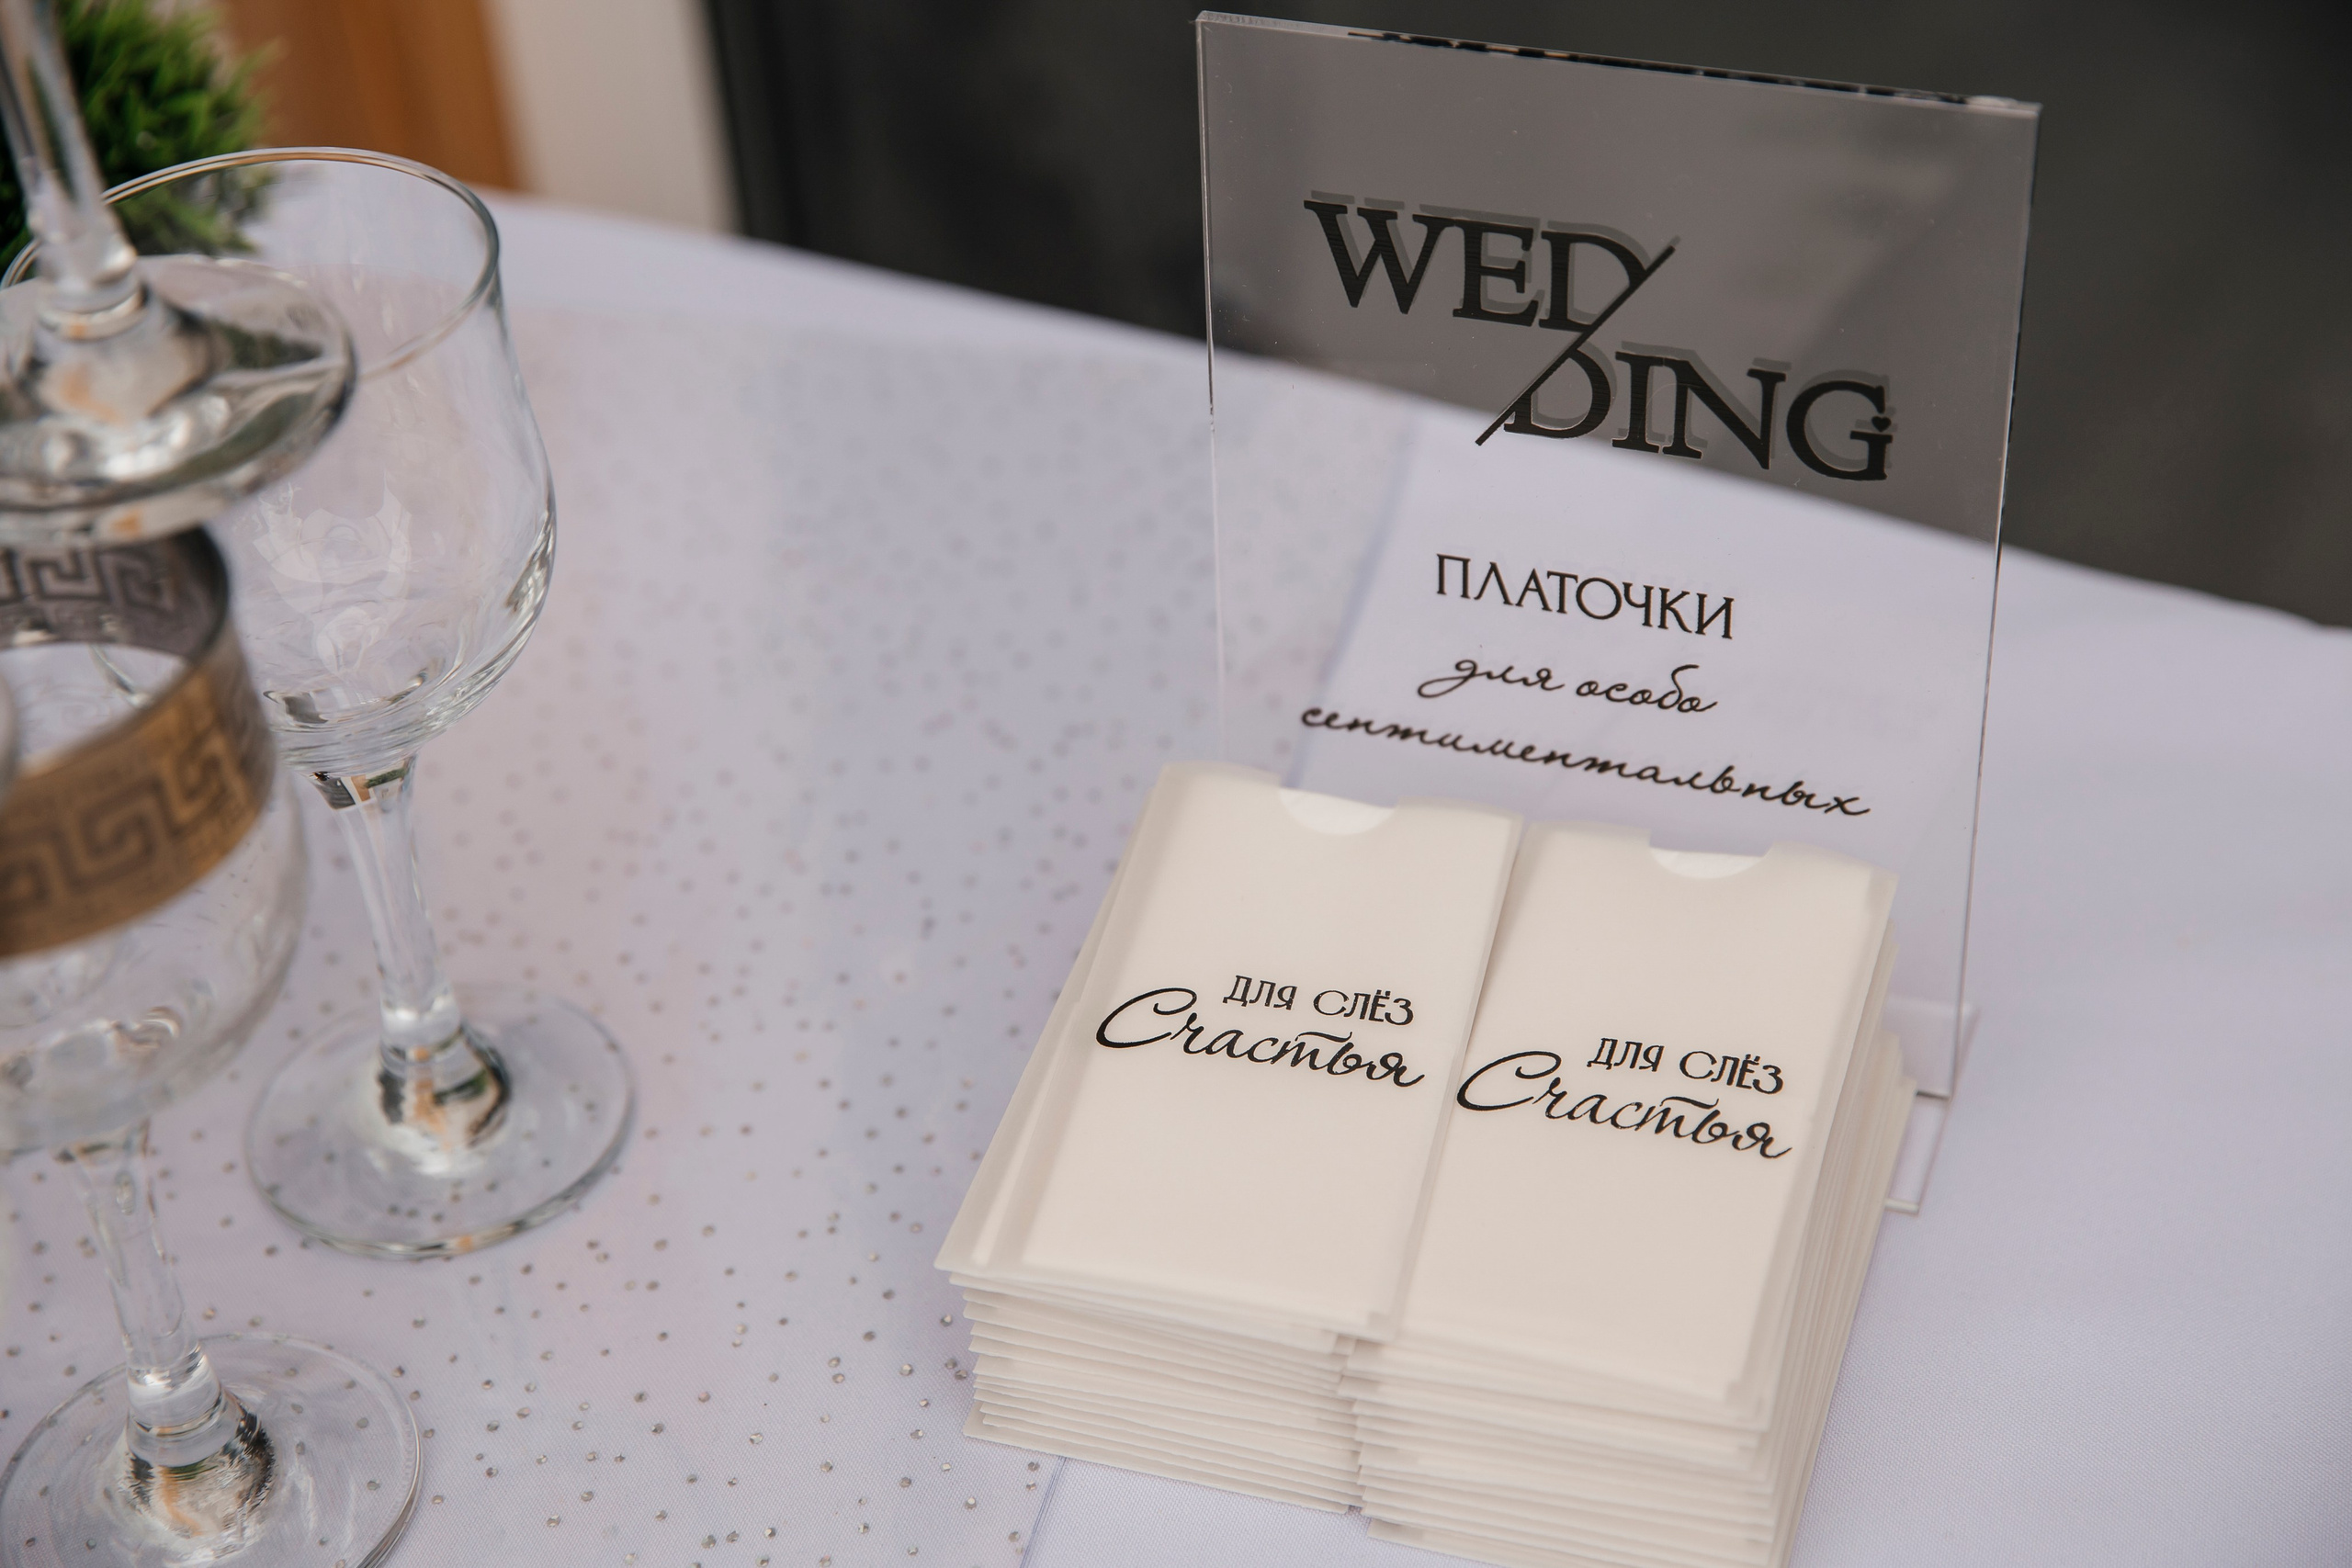 WED
DING
ПЛАТОЧКИ
для особо
сентиментальных
ДЛЯ СЛЁЗ
Счастья
ДЛЯ СЛЁЗ
Счастья